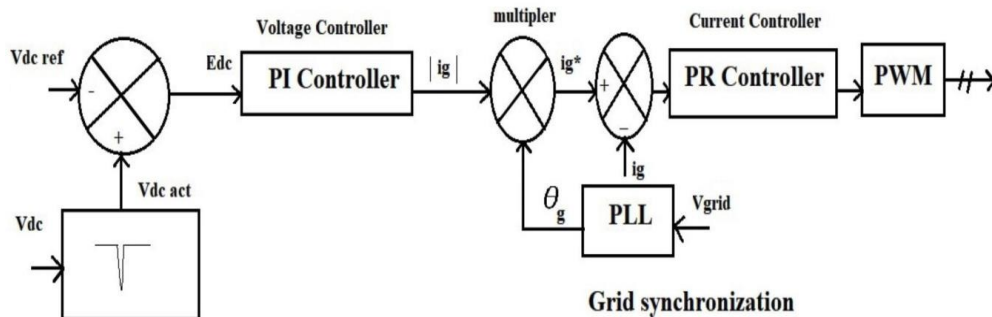 Voltage Controller
multipler
Current Controller
Vdc ref
-
+
Edc
PI Controller
|ig|
ig*
+
-
PR Controller
PWM
ig
Vdc act
Vdc
θg
PLL
Vgrid
Grid synchronization